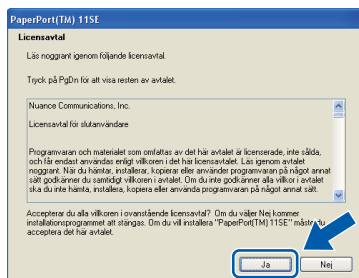 PaperPort(TM) 11SE
Licensavtal
Läs noggrant igenom följande licensavtal.
Tryck på PgDn för att visa resten av avtalet.
Nuance Communications, Inc.
Licensavtal för slutanvändare
Programvaran och materialet som omfattas av det här avtalet är licenserade, inte sålda,
och får endast användas enligt villkoren i det här licensavtalet. Läs igenom avtalet
noggrant. När du hämtar, installerar, kopierar eller använder programvaran på något annat
sätt godkänner du samtidigt villkoren i avtalet. Om du inte godkänner alla villkor i avtalet
ska du inte hämta, installera, kopiera eller använda programvaran på något annat sätt.
Accepterar du alla villkoren i ovanstående licensavtal? Om du väljer Nej kommer
installationsprogrammet att stängas. Om du vill installera "PaperPort(TM) 11SE" måste du
acceptera det här avtalet.
Ja
Nej